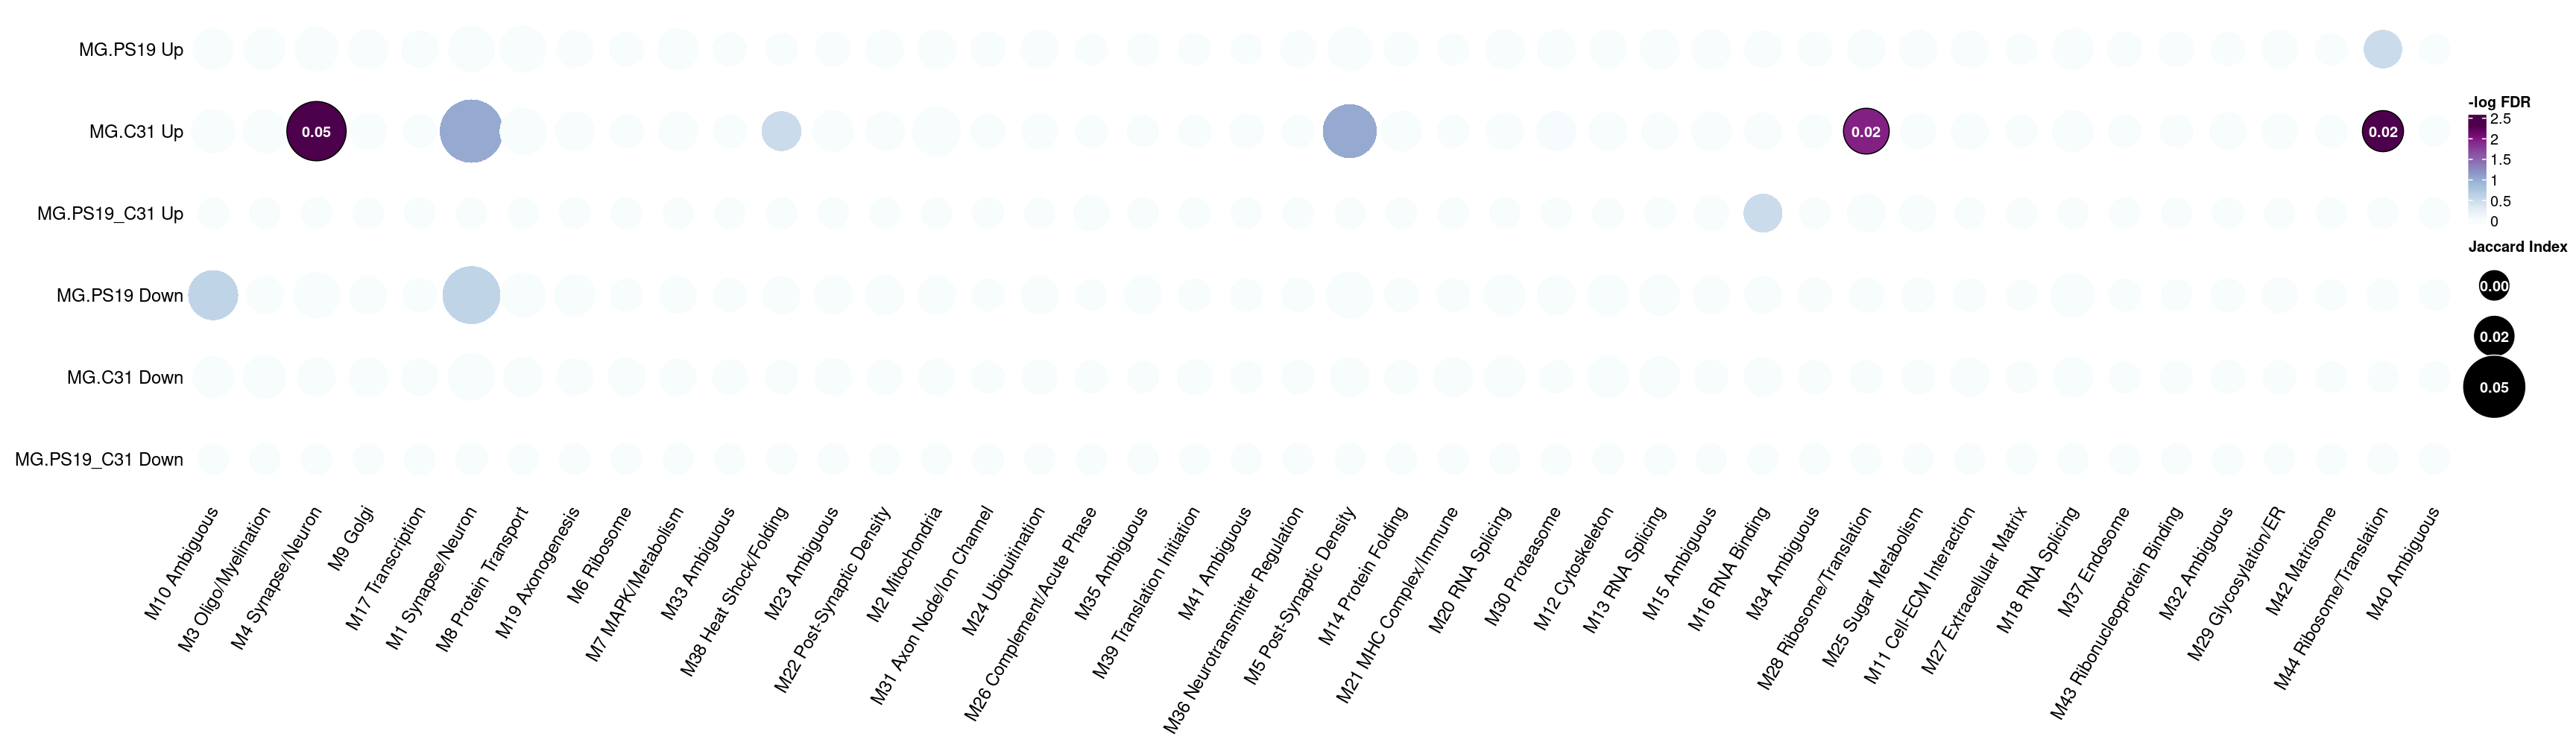 MG.PS19 Up
MG.C31 Up
0.05
0.02
0.02
MG.PS19_C31 Up
MG.PS19 Down
MG.C31 Down
MG.PS19_C31 Down
M10 Ambiguous
M3 Oligo/Myelination
M4 Synapse/Neuron
M9 Golgi
M17 Transcription
M1 Synapse/Neuron
M8 Protein Transport
M19 Axonogenesis
M6 Ribosome
M7 MAPK/Metabolism
M33 Ambiguous
M38 Heat Shock/Folding
M23 Ambiguous
M22 Post-Synaptic Density
M2 Mitochondria
M31 Axon Node/Ion Channel
M24 Ubiquitination
M26 Complement/Acute Phase
M35 Ambiguous
M39 Translation Initiation
M41 Ambiguous
M36 Neurotransmitter Regulation
M5 Post-Synaptic Density
M14 Protein Folding
M21 MHC Complex/Immune
M20 RNA Splicing
M30 Proteasome
M12 Cytoskeleton
M13 RNA Splicing
M15 Ambiguous
M16 RNA Binding
M34 Ambiguous
M28 Ribosome/Translation
M25 Sugar Metabolism
M11 Cell-ECM Interaction
M27 Extracellular Matrix
M18 RNA Splicing
M37 Endosome
M43 Ribonucleoprotein Binding
M32 Ambiguous
M29 Glycosylation/ER
M42 Matrisome
M44 Ribosome/Translation
M40 Ambiguous
-log FDR
2.5
2
1.5
1
0.5
0
Jaccard Index
0.00
0.02
0.05